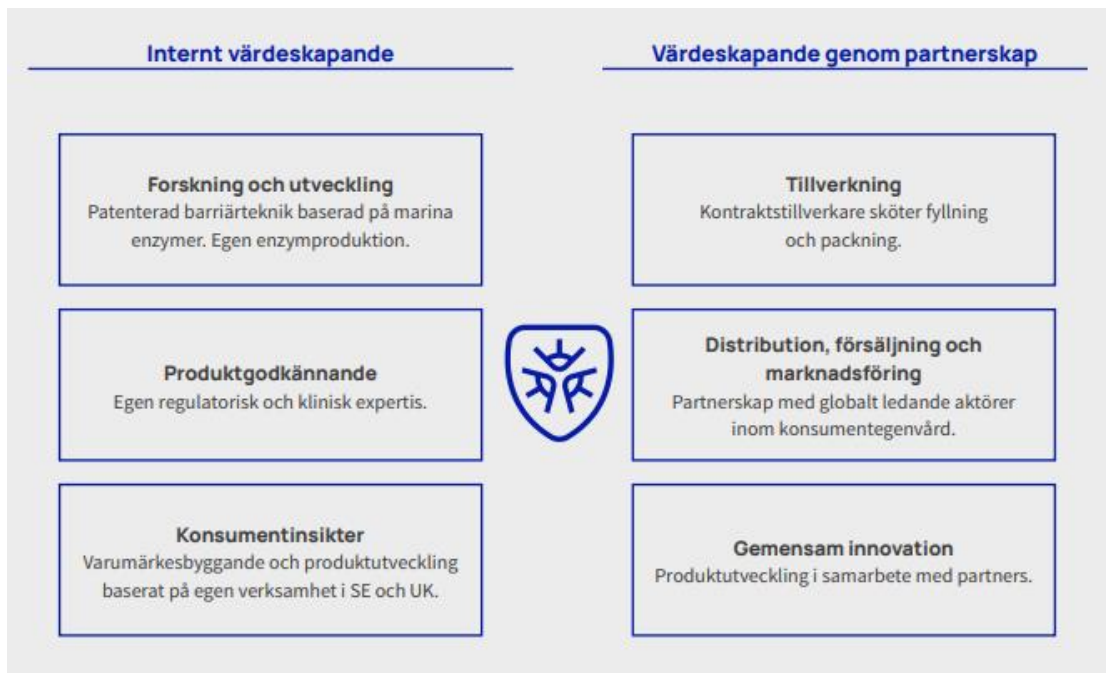 Internt värdeskapande
Värdeskapande genom partnerskap
Forskning och utveckling
Patenterad barriärteknik baserad på marina
enzymer. Egen enzymproduktion.
Tillverkning
Kontraktstillverkare sköter fyllning
och packning.
Produktgodkännande
Egen regulatorisk och klinisk expertis.
Distribution, försäljning och
marknadsföring
Partnerskap med globalt ledande aktörer
inom konsumentegenvård.
Konsumentinsikter
Varumärkesbyggande och produktutveckling
baserat på egen verksamhet i SE och UK.
Gemensam innovation
Produktutveckling i samarbete med partners.